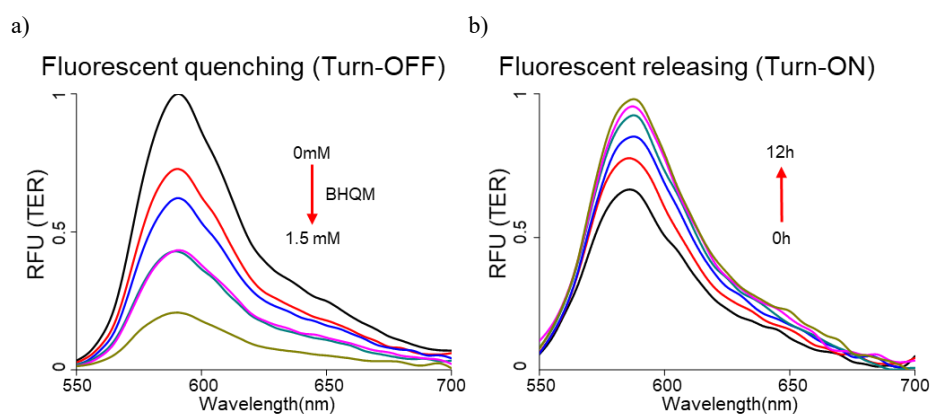 a)
Fluorescent quenching (Turn-OFF)
1
0.5
0
RFU (TER)
0mM
BHQM
1.5 mM
550
600
650
700
Wavelength(nm)
b)
Fluorescent releasing (Turn-ON)
1
0.5
0
RFU (TER)
12h
0h
550
600
650
700
Wavelength(nm)